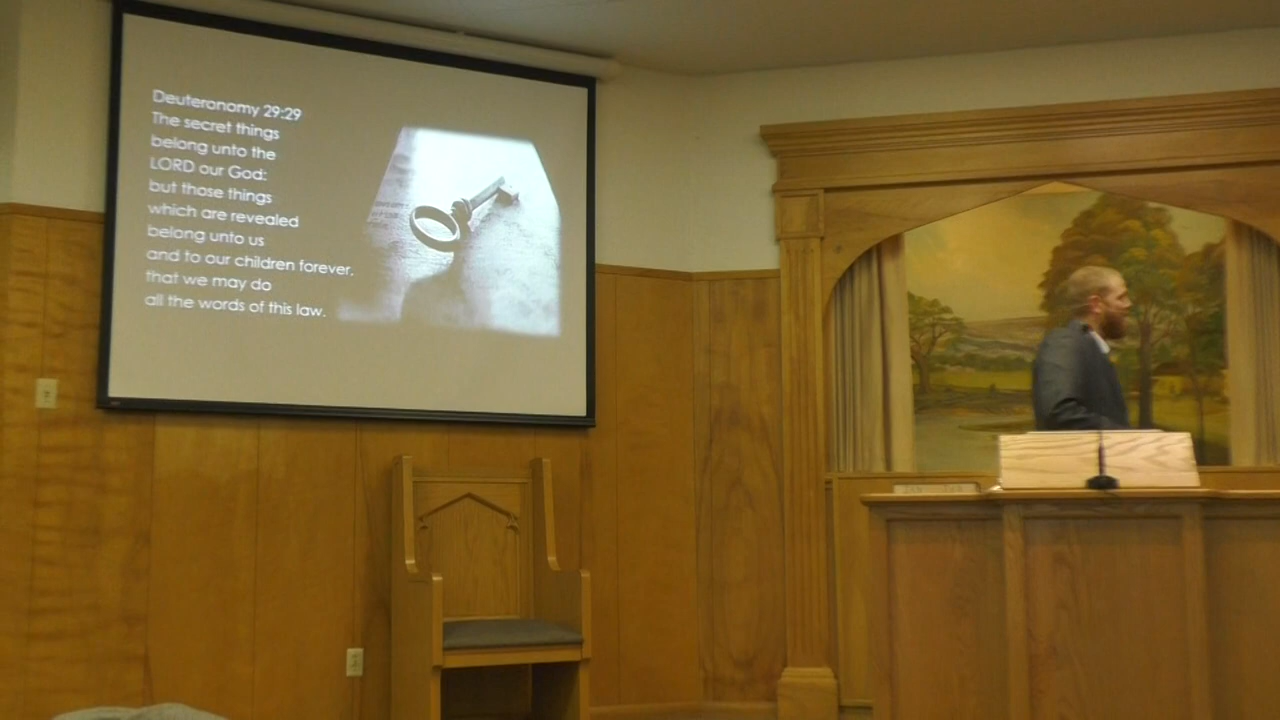 Deuteronomy 29:29
The secret things
belong unto the
LORD our God:
but those things
which are revealed
belong unto us
and to our children forever.
that we may do
all the words of this law.